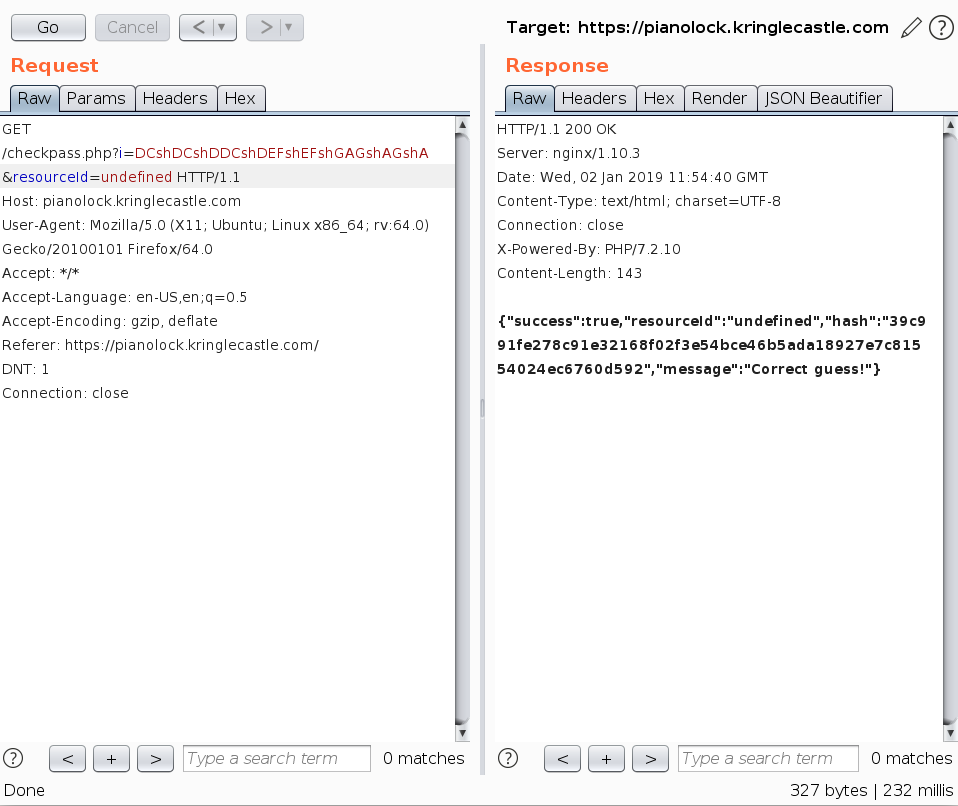 Go Cancel < ▼ > ▼ Target: https://pianolock.kringlecastle.com ?
Request
Raw Params Headers Hex
GET
/checkpass.php?i=DCshDCshDDCshDEFshEFshGAGshAGshA
&resourceId=undefined HTTP/1.1
Host: pianolock.kringlecastle.com
User-Agent: Mozilla/5.0 (X11; Ubuntu; Linux x86_64; rv:64.0)
Gecko/20100101 Firefox/64.0
Accept: */*
Accept-Language: en-US,en;q=0.5
Accept-Encoding: gzip, deflate
Referer: https://pianolock.kringlecastle.com/
DNT: 1
Connection: close
? < + > Type a search term 0 matches
Response
Raw Headers Hex Render JSON Beautifier
HTTP/1.1 200 OK
Server: nginx/1.10.3
Date: Wed, 02 Jan 2019 11:54:40 GMT
Content-Type: text/html; charset=UTF-8
Connection: close
X-Powered-By: PHP/7.2.10
Content-Length: 143
{"success":true,"resourceId":"undefined","hash":"39c9
91fe278c91e32168f02f3e54bce46b5ada18927e7c815
54024ec6760d592","message":"Correct guess!"}
? < + > Type a search term 0 matches
Done 327 bytes | 232 millis